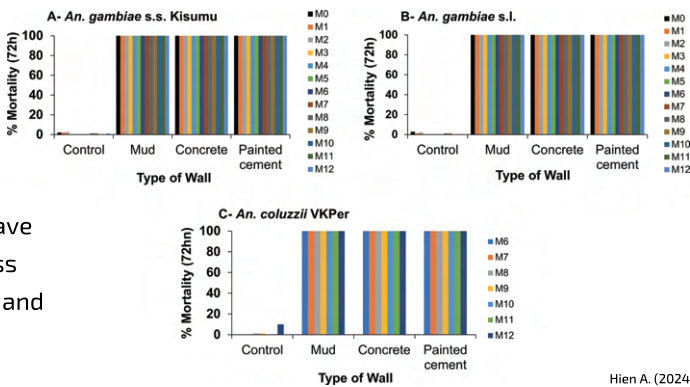 A- An. gambiae s.s. Kisumu
% Mortality (72h)
100
80
60
40
20
0
Control
Mud
Concrete
Painted
cement
Type of Wall
M0
M1
M2
M3
M4
M5
M6
M7
M8
M9
M10
M11
M12
B- An. gambiae s.l.
% Mortality (72h)
100
80
60
40
20
0
Control
Mud
Concrete
Painted
cement
Type of Wall
M0
M1
M2
M3
M4
M5
M6
M7
M8
M9
M10
M11
M12
ave
ss
and
C- An. coluzzii VKPer
% Mortality (72hn)
100
80
60
40
20
0
Control
Mud
Concrete
Painted
cement
Type of Wall
M6
M7
M8
M9
M10
M11
M12
Hien A. (2024